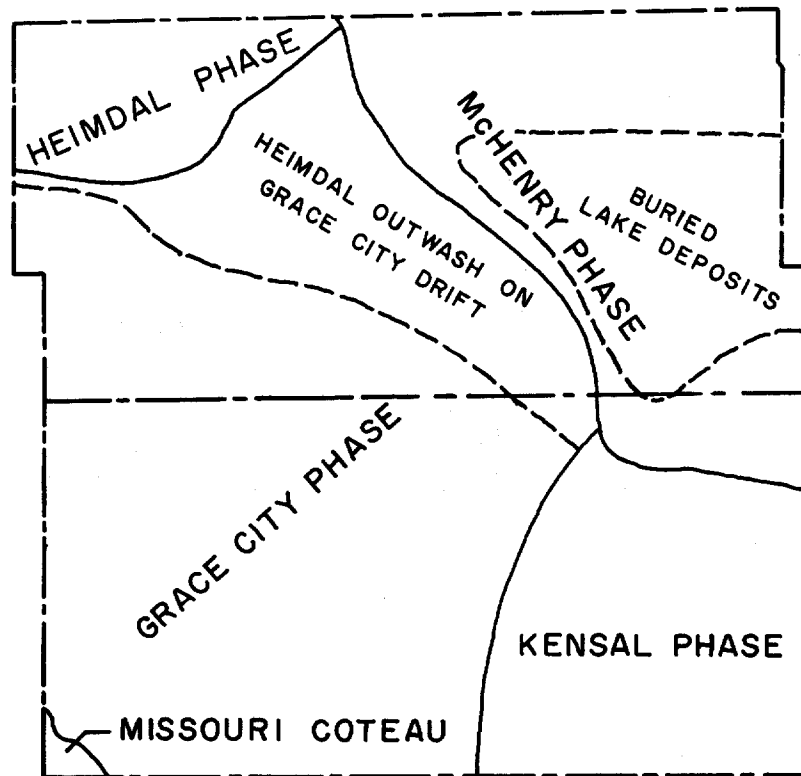 HEIMDAL PHASE
McHENRY PHASE
HEIMDAL OUTWASH ON
GRACE CITY DRIFT
BURIED
LAKE DEPOSITS
GRACE CITY PHASE
KENSAL PHASE
MISSOURI COTEAU